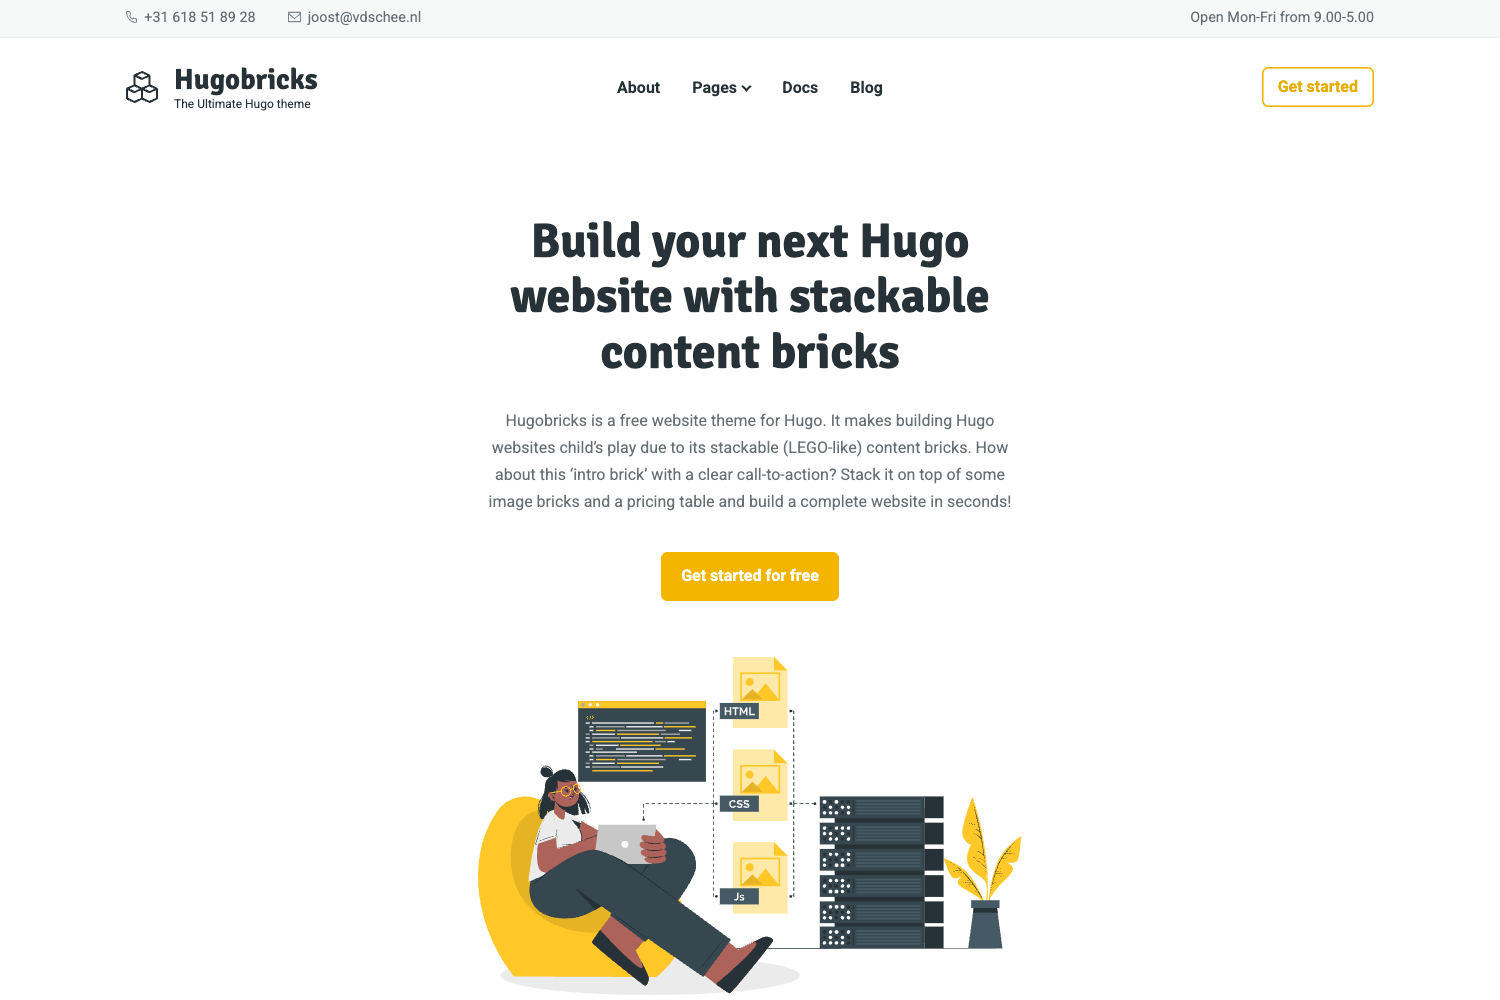 +31 618 51 89 28
joost@vdschee.nl
Open Mon-Fri from 9.00-5.00
Hugobricks
The Ultimate Hugo theme
About
Pages
Docs
Blog
Get started
Build your next Hugo
website with stackable
content bricks
Hugobricks is a free website theme for Hugo. It makes building Hugo
websites child’s play due to its stackable (LEGO-like) content bricks. How
about this ‘intro brick’ with a clear call-to-action? Stack it on top of some
image bricks and a pricing table and build a complete website in seconds!
Get started for free
HTML
CSS
Js